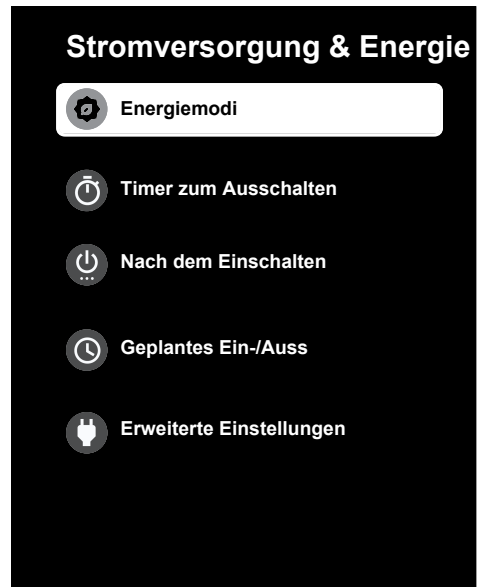 Stromversorgung & Energie
Energiemodi
Timer zum Ausschalten
Nach dem Einschalten
Geplantes Ein-/Auss
Erweiterte Einstellungen